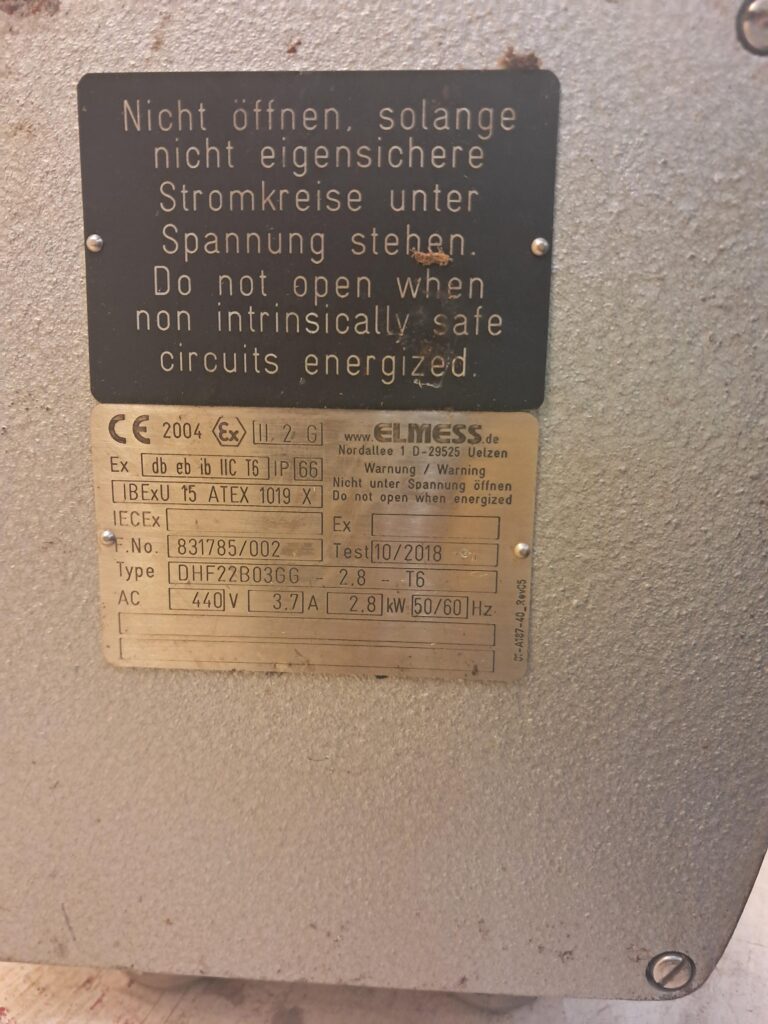 Nicht öffnen, solange
nicht eigensichere
Stromkreise unter
Spannung stehen.
Do not open when
non intrinsically safe
circuits energized.
CE 2004 Ex II 2 G
www.ELMESS.de
Nordallee 1 D-29525 Uelzen
Ex db eb ib IIC T6 IP 66
Warnung / Warning
Nicht unter Spannung öffnen
Do not open when energized
IBExU 15 ATEX 1019 X
IECEx Ex
F.No. 831785/002 Test 10/2018
Type DHF22B03GG - 2.8 - T6
AC 440 V 3.7 A 2.8 kW 50/60 Hz
01-A187-40_RevC5